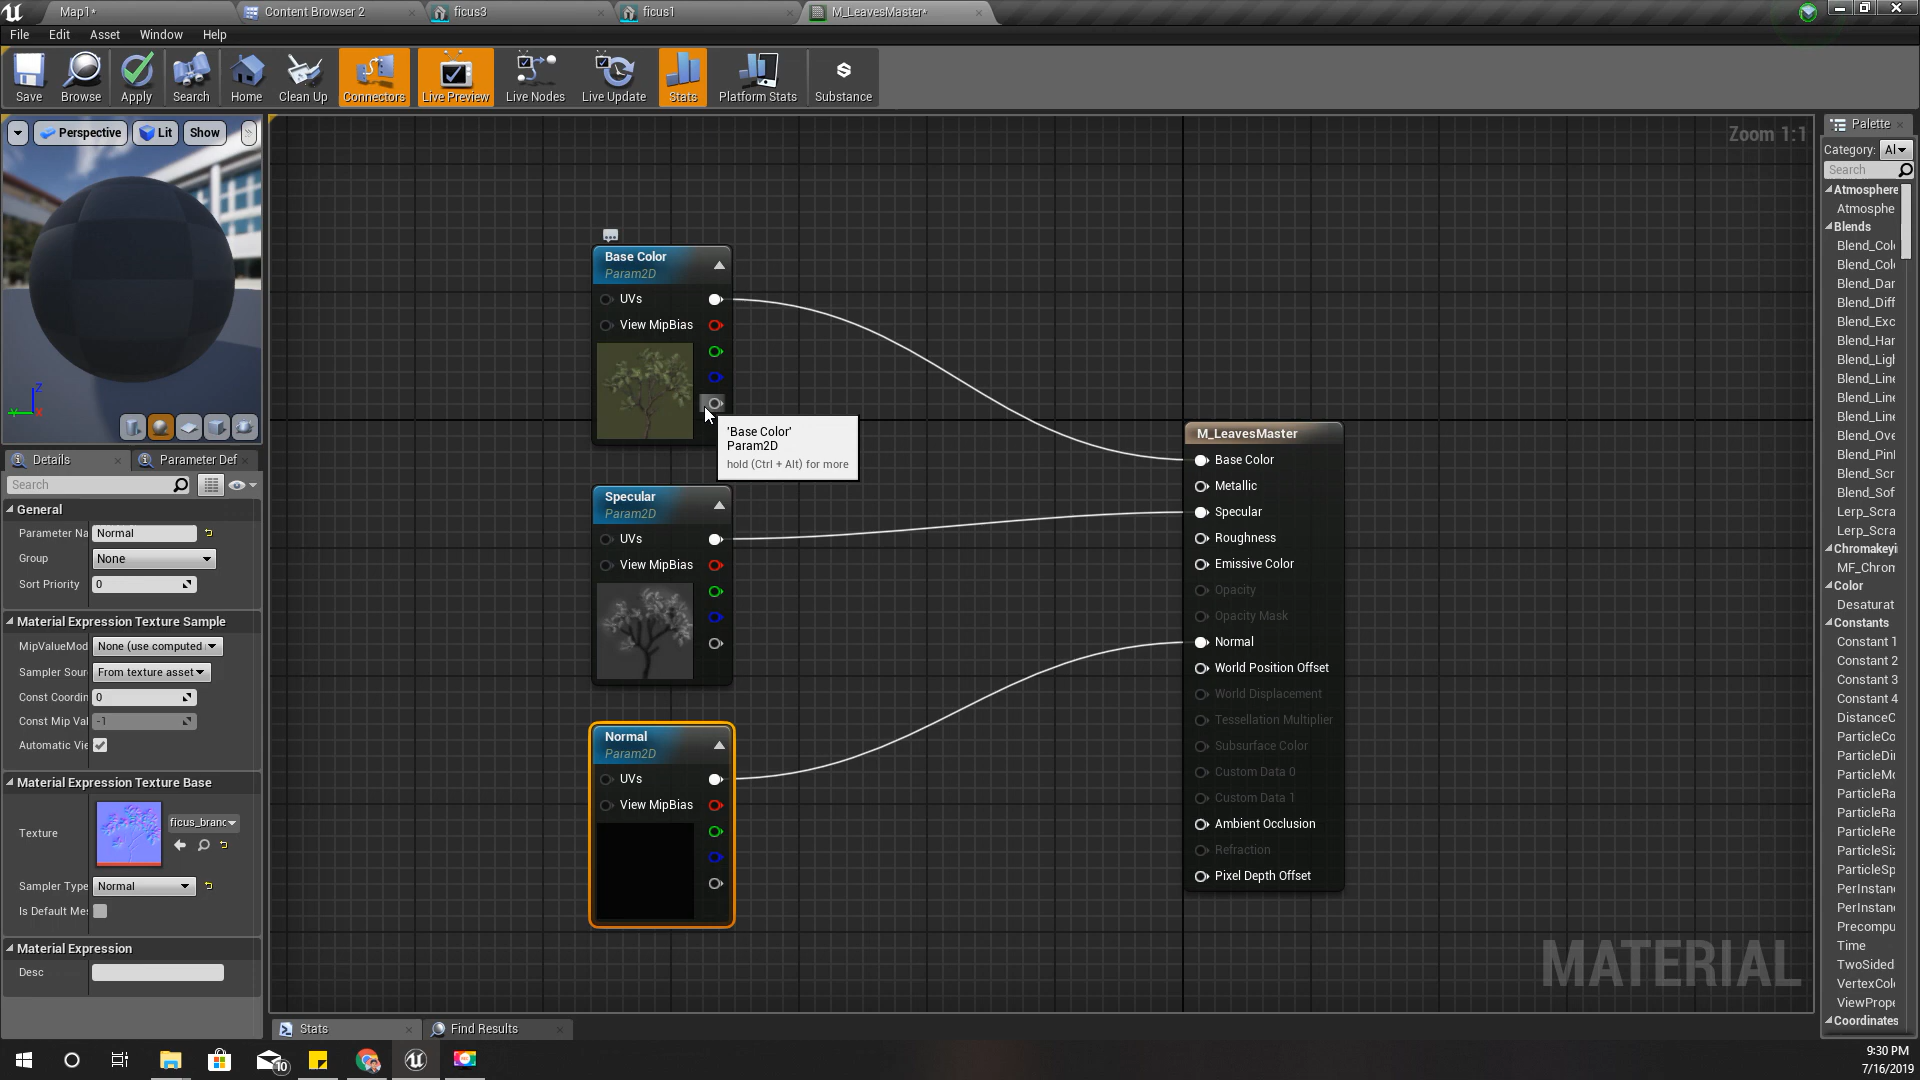 Map1*
Content Browser 2
ficus3
ficus1
M_LeavesMaster*
File Edit Asset Window Help
Save Browse Apply Search Home Clean Up Connectors Live Preview Live Nodes Live Update Stats Platform Stats Substance
Perspective Lit Show
Zoom 1:1
Palette
Category: Al
Search
Atmosphere
Atmosphe
Blends
Blend_Col
Blend_Col
Blend_Dar
Blend_Diff
Blend_Exc
Blend_Har
Blend_Ligh
Blend_Line
Blend_Line
Blend_Line
Blend_Ove
Blend_Pinl
Blend_Scr
Blend_Sof
Lerp_Scra
Lerp_Scra
Chromakeyi
MF_Chrom
Color
Desaturat
Constants
Constant 1
Constant 2
Constant 3
Constant 4
DistanceC
ParticleCo
ParticleDir
ParticleMo
ParticleRa
ParticleRa
ParticleRe
ParticleSiz
ParticleSp
PerInstanc
PerInstanc
Precompu
Time
TwoSided
VertexColo
ViewPrope
Coordinates
Base Color
Param2D
UVs
View MipBias
'Base Color'
Param2D
hold (Ctrl + Alt) for more
Specular
Param2D
UVs
View MipBias
Normal
Param2D
UVs
View MipBias
M_LeavesMaster
Base Color
Metallic
Specular
Roughness
Emissive Color
Opacity
Opacity Mask
Normal
World Position Offset
World Displacement
Tessellation Multiplier
Subsurface Color
Custom Data 0
Custom Data 1
Ambient Occlusion
Refraction
Pixel Depth Offset
MATERIAL
Z
Y
X
Details
Parameter Def
Search
General
Parameter Na Normal
Group None
Sort Priority 0
Material Expression Texture Sample
MipValueMod None (use computed
Sampler Sour From texture asset
Const Coordin 0
Const Mip Val -1
Automatic Vie
Material Expression Texture Base
Texture ficus_branc
Sampler Type Normal
Is Default Mes
Material Expression
Desc
Stats
Find Results
10
9:30 PM
7/16/2019